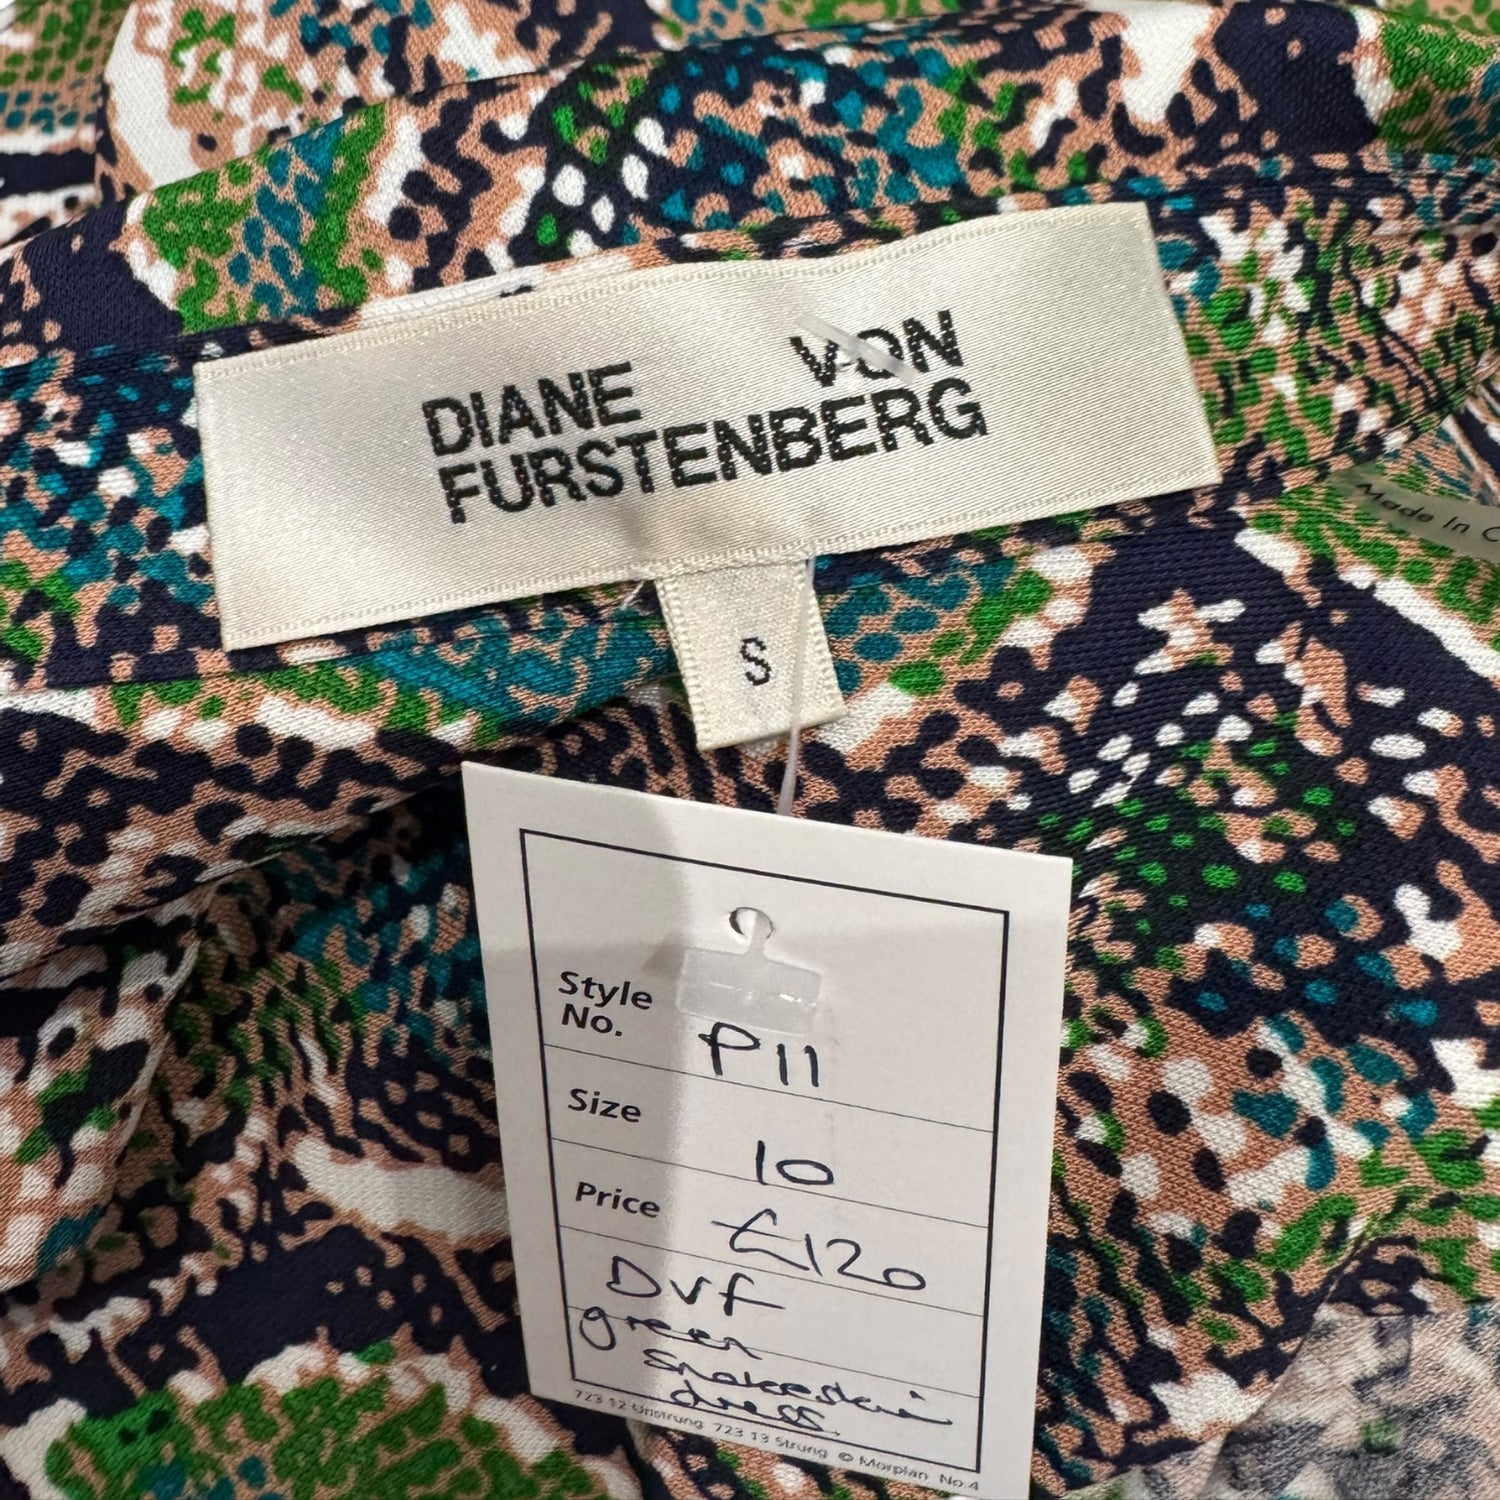 DIANE VON
FURSTENBERG
Made In
S
Style
No.
P11
Size
10
Price
£120
DVF
green
snakeskin
dress.
723 12 Unstrung 723 13 Strung © Morplan No.4